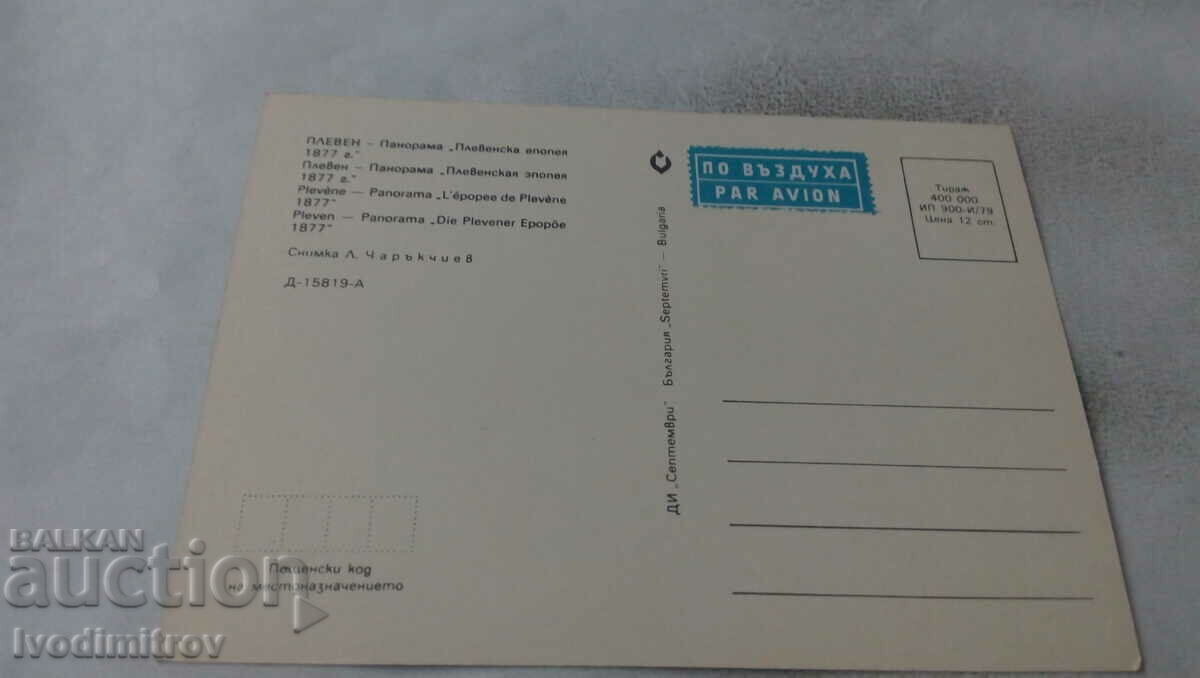 ПЛЕВЕН — Панорама „Плевенска епопея
1877 г.“
Плевен — Панорама „Плевенская эпопея
1877 г.“
Plevène — Panorama „L'épopee de Plevène
1877“
Pleven — Panorama „Die Plevener Epopöe
1877“
Снимка Л. Чаръкчиев
Д-15819-А
ДИ „Септември“ България „Septemvri“ — Bulgaria
ПО ВЪЗДУХА
PAR AVION
Тираж
400 000
ИП 900-И/79
Цена 12 ст.
Пощенски код
на местоназначението
BALKAN
auction
Ivodimitrov